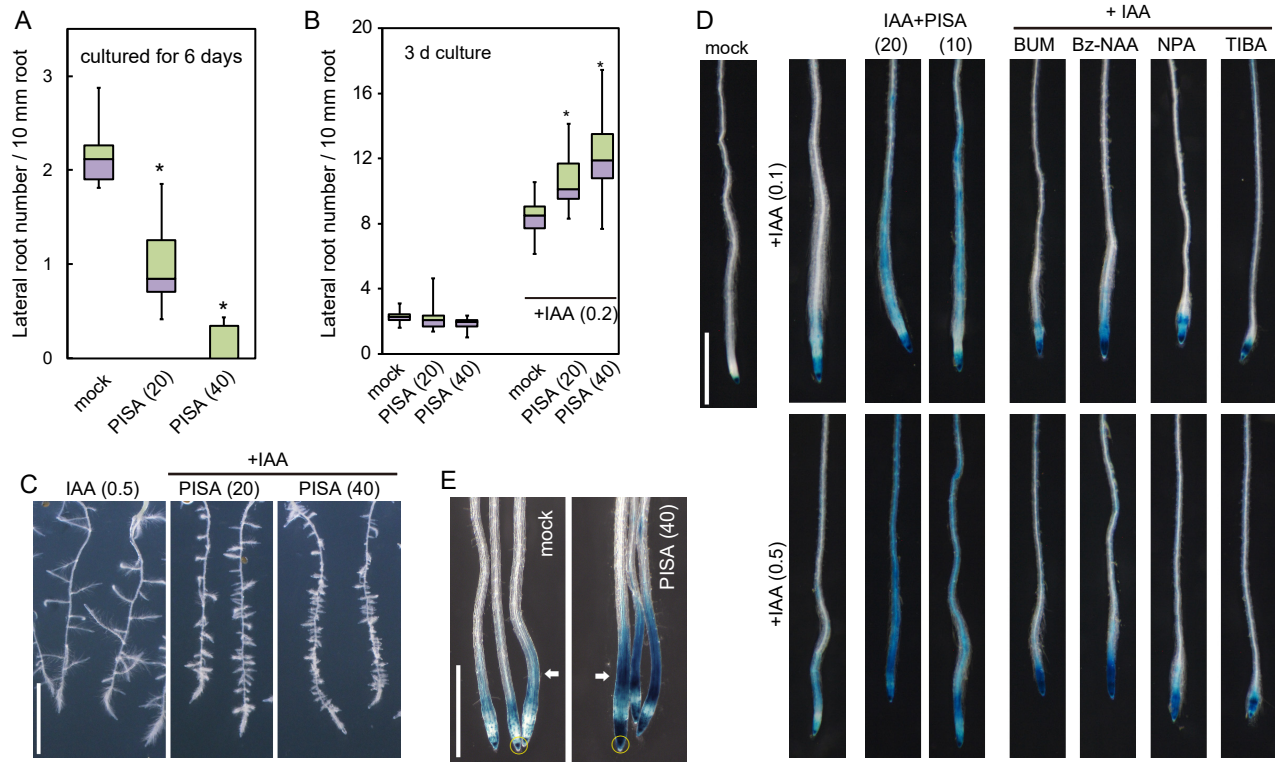 A
cultured for 6 days
Lateral root number / 10 mm root
3
2
1
0
*
*
mock
PISA (20)
PISA (40)
B
3 d culture
Lateral root number / 10 mm root
20
16
12
8
4
0
*
*
+IAA (0.2)
mock
PISA (20)
PISA (40)
mock
PISA (20)
PISA (40)
C
+IAA
IAA (0.5)
PISA (20)
PISA (40)
D
mock
IAA+PISA
(20)
(10)
+ IAA
BUM
Bz-NAA
NPA
TIBA
+IAA (0.1)
+IAA (0.5)
E
mock
PISA (40)